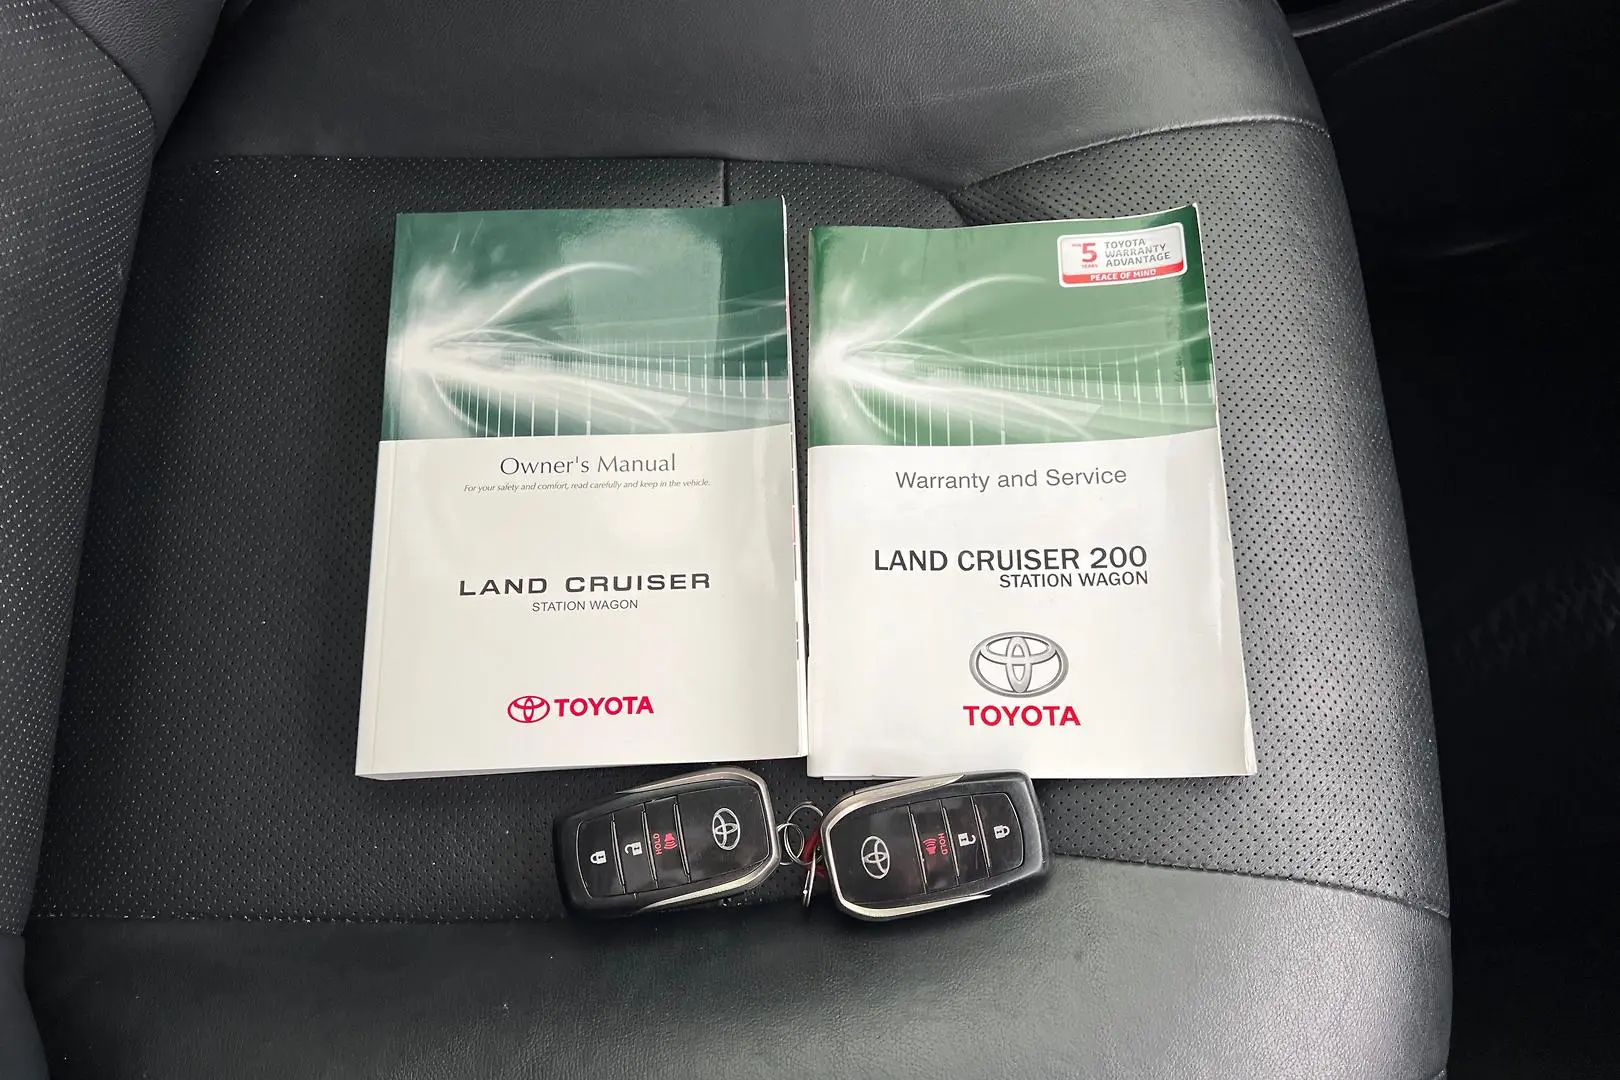 Owner's Manual
For your safety and comfort, read carefully and keep in the vehicle.
LAND CRUISER
STATION WAGON
TOYOTA
5
YEARS
TOYOTA
WARRANTY
ADVANTAGE
PEACE OF MIND
Warranty and Service
LAND CRUISER 200
STATION WAGON
TOYOTA
HOLD
HOLD